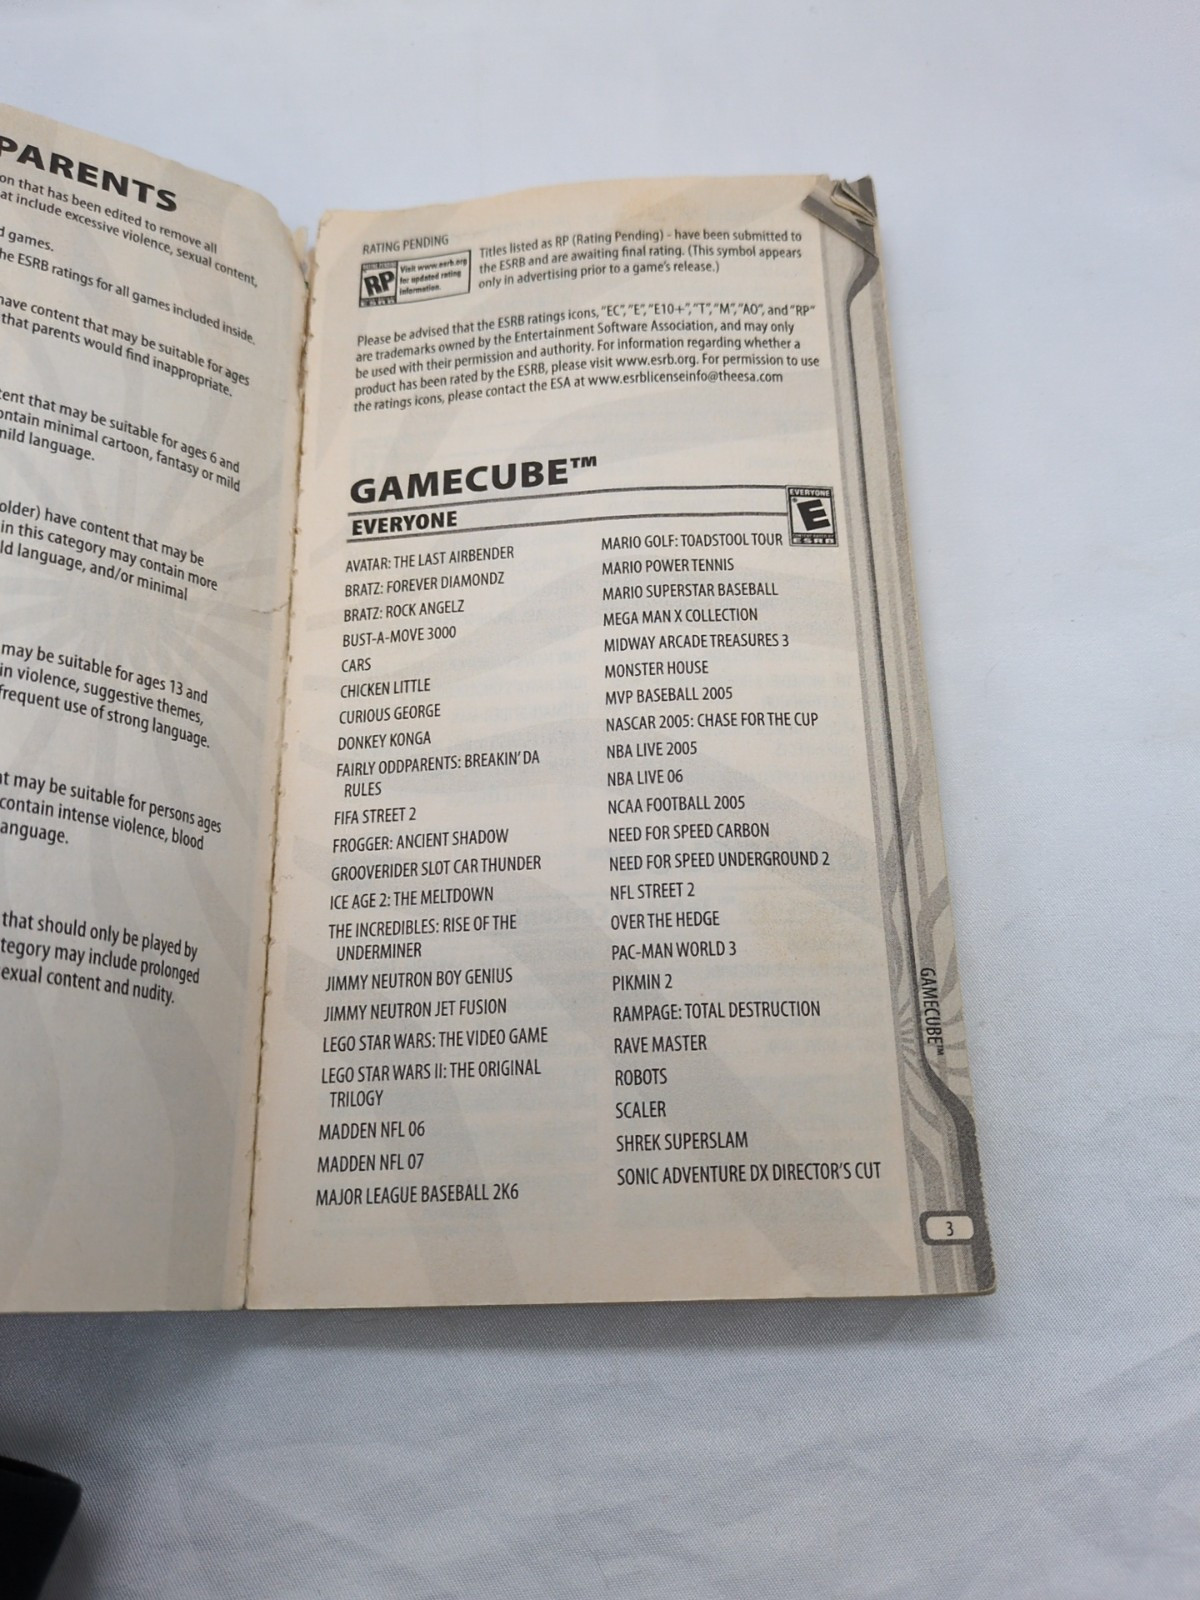 PARENTS
on that has been edited to remove all
at include excessive violence, sexual content,
d games.
he ESRB ratings for all games included inside.
have content that may be suitable for ages
that parents would find inappropriate.
tent that may be suitable for ages 6 and
ontain minimal cartoon, fantasy or mild
mild language.
older) have content that may be
in this category may contain more
ld language, and/or minimal
may be suitable for ages 13 and
in violence, suggestive themes,
frequent use of strong language.
at may be suitable for persons ages
contain intense violence, blood
anguage.
that should only be played by
tegory may include prolonged
exual content and nudity.
RATING PENDING
RP
Visit www.esrb.org
for updated rating
information.
ESRB
Titles listed as RP (Rating Pending) - have been submitted to
the ESRB and are awaiting final rating. (This symbol appears
only in advertising prior to a game's release.)
Please be advised that the ESRB ratings icons, "EC", "E", "E10+", "T", "M", "AO", and "RP"
are trademarks owned by the Entertainment Software Association, and may only
be used with their permission and authority. For information regarding whether a
product has been rated by the ESRB, please visit www.esrb.org. For permission to use
the ratings icons, please contact the ESA at www.esrblicenseinfo@theesa.com
GAMECUBE™
EVERYONE
EVERYONE
E
ESRB
AVATAR: THE LAST AIRBENDER
BRATZ: FOREVER DIAMONDZ
BRATZ: ROCK ANGELZ
BUST-A-MOVE 3000
CARS
CHICKEN LITTLE
CURIOUS GEORGE
DONKEY KONGA
FAIRLY ODDPARENTS: BREAKIN' DA
RULES
FIFA STREET 2
FROGGER: ANCIENT SHADOW
GROOVERIDER SLOT CAR THUNDER
ICE AGE 2: THE MELTDOWN
THE INCREDIBLES: RISE OF THE
UNDERMINER
JIMMY NEUTRON BOY GENIUS
JIMMY NEUTRON JET FUSION
LEGO STAR WARS: THE VIDEO GAME
LEGO STAR WARS II: THE ORIGINAL
TRILOGY
MADDEN NFL 06
MADDEN NFL 07
MAJOR LEAGUE BASEBALL 2K6
MARIO GOLF: TOADSTOOL TOUR
MARIO POWER TENNIS
MARIO SUPERSTAR BASEBALL
MEGA MAN X COLLECTION
MIDWAY ARCADE TREASURES 3
MONSTER HOUSE
MVP BASEBALL 2005
NASCAR 2005: CHASE FOR THE CUP
NBA LIVE 2005
NBA LIVE 06
NCAA FOOTBALL 2005
NEED FOR SPEED CARBON
NEED FOR SPEED UNDERGROUND 2
NFL STREET 2
OVER THE HEDGE
PAC-MAN WORLD 3
PIKMIN 2
RAMPAGE: TOTAL DESTRUCTION
RAVE MASTER
ROBOTS
SCALER
SHREK SUPERSLAM
SONIC ADVENTURE DX DIRECTOR'S CUT
GAMECUBE™
3